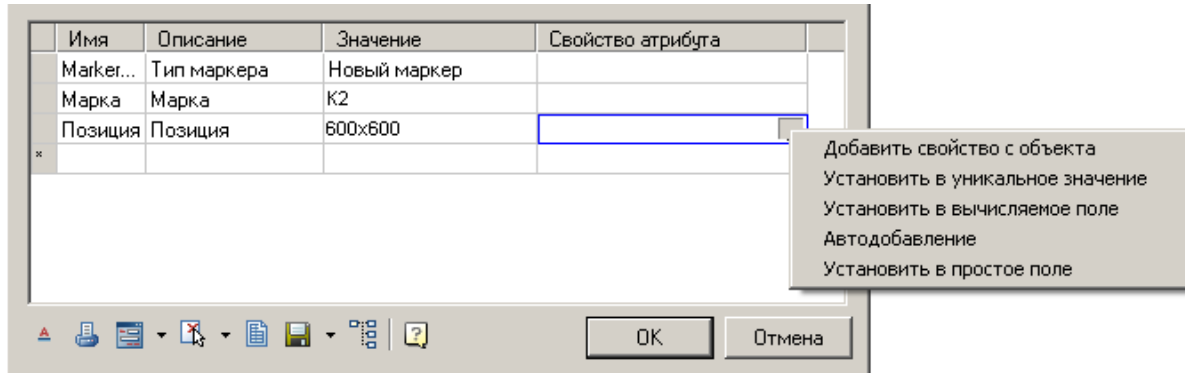 Имя Описание Значение Свойство атрибута
Marker... Тип маркера Новый маркер
Марка Марка К2
Позиция Позиция 600x600
*
Добавить свойство с объекта
Установить в уникальное значение
Установить в вычисляемое поле
Автодобавление
Установить в простое поле
OK Отмена